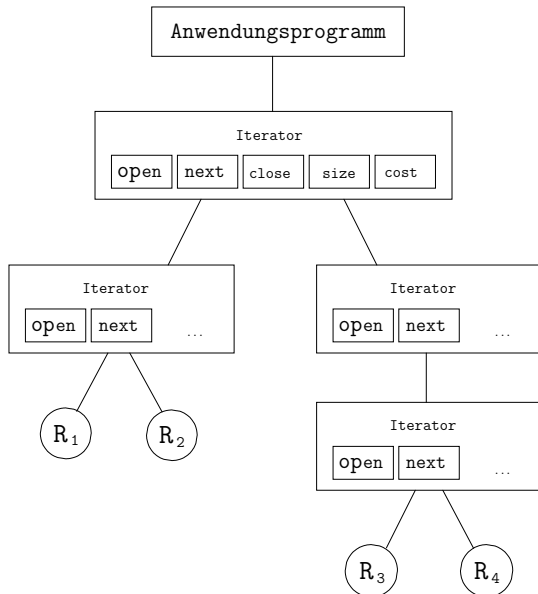 Anwendungsprogramm
Iterator
open next close size cost
Iterator
open next ...
Iterator
open next ...
R₁ R₂
Iterator
open next ...
R₃ R₄